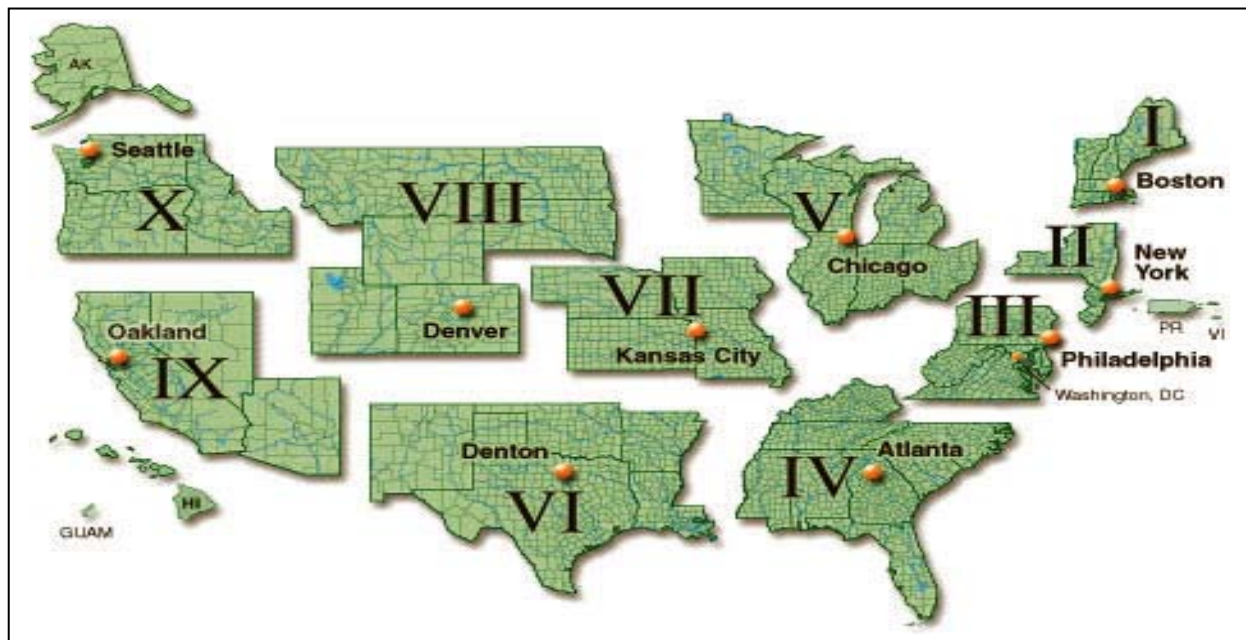 AK
Seattle
X
VIII
V
I
Boston
Chicago
II
New
York
PR
VI
VII
Kansas City
Denver
III
Philadelphia
Washington, DC
Oakland
IX
HI
GUAM
Denton
VI
IV
Atlanta